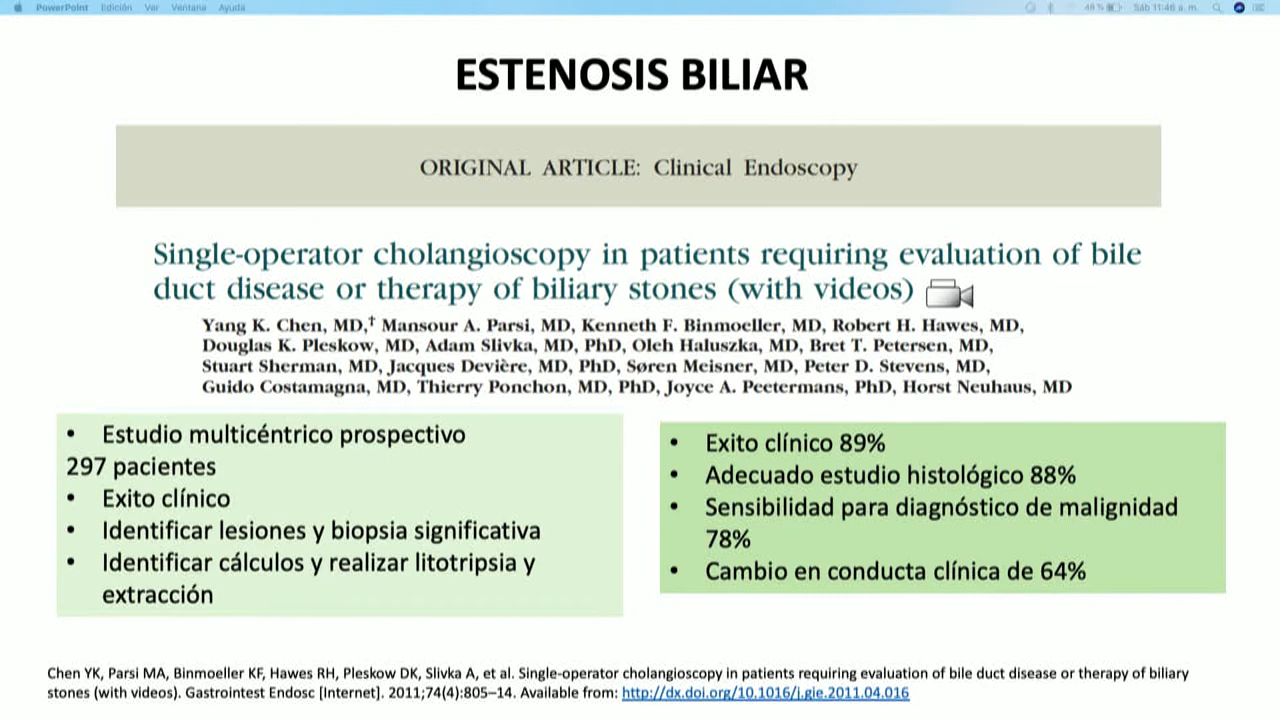 PowerPoint Edición Ver Ventana Ayuda
48 % Sáb 11:46 a. m.
ESTENOSIS BILIAR
ORIGINAL ARTICLE: Clinical Endoscopy
Single-operator cholangioscopy in patients requiring evaluation of bile
duct disease or therapy of biliary stones (with videos)
Yang K. Chen, MD,† Mansour A. Parsi, MD, Kenneth F. Binmoeller, MD, Robert H. Hawes, MD,
Douglas K. Pleskow, MD, Adam Slivka, MD, PhD, Oleh Haluszka, MD, Bret T. Petersen, MD,
Stuart Sherman, MD, Jacques Devière, MD, PhD, Søren Meisner, MD, Peter D. Stevens, MD,
Guido Costamagna, MD, Thierry Ponchon, MD, PhD, Joyce A. Peetermans, PhD, Horst Neuhaus, MD
• Estudio multicéntrico prospectivo
297 pacientes
• Exito clínico
• Identificar lesiones y biopsia significativa
• Identificar cálculos y realizar litotripsia y
extracción
• Exito clínico 89%
• Adecuado estudio histológico 88%
• Sensibilidad para diagnóstico de malignidad
78%
• Cambio en conducta clínica de 64%
Chen YK, Parsi MA, Binmoeller KF, Hawes RH, Pleskow DK, Slivka A, et al. Single-operator cholangioscopy in patients requiring evaluation of bile duct disease or therapy of biliary
stones (with videos). Gastrointest Endosc [Internet]. 2011;74(4):805–14. Available from: http://dx.doi.org/10.1016/j.gie.2011.04.016